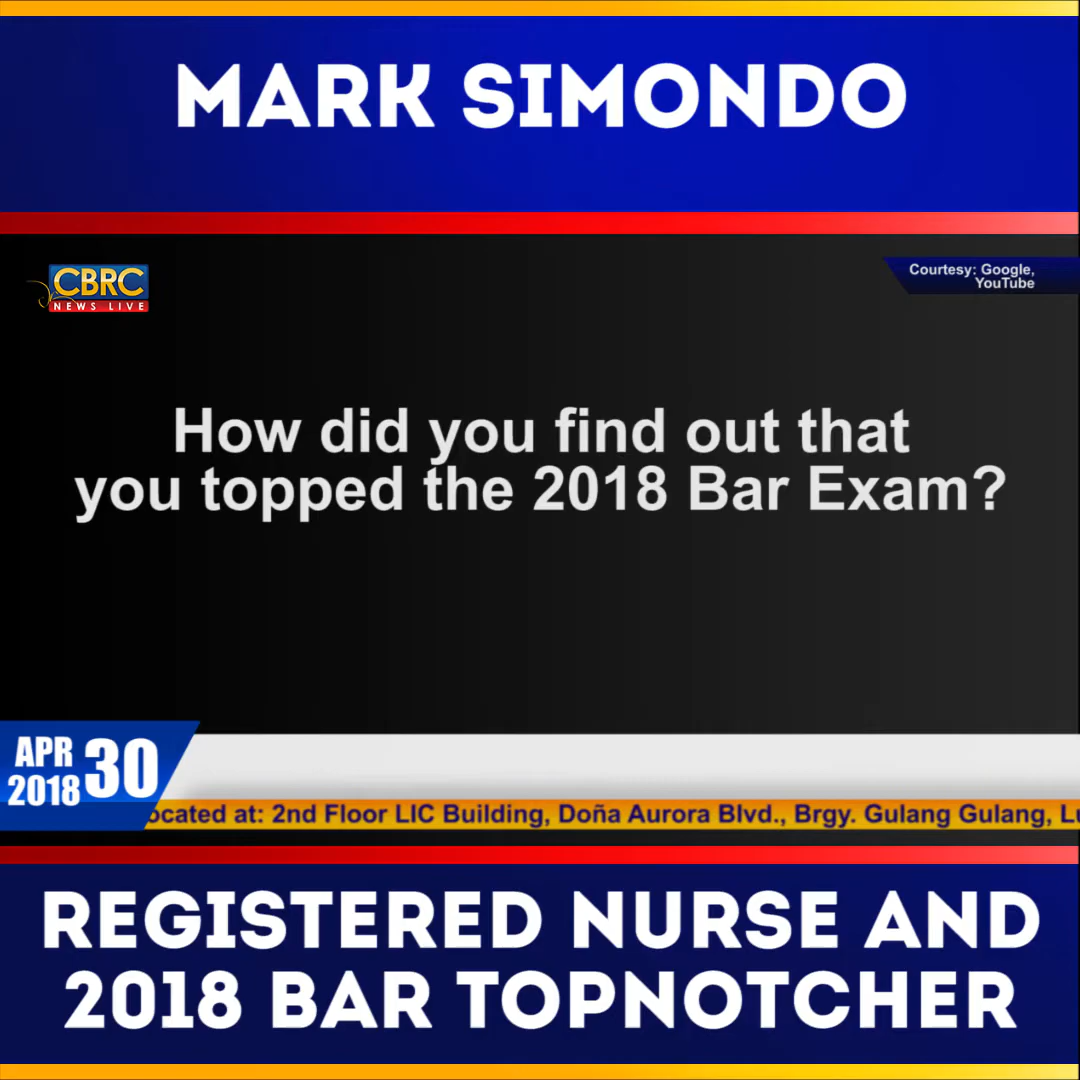 MARK SIMONDO
CBRC
NEWS LIVE
Courtesy: Google,
YouTube
How did you find out that
you topped the 2018 Bar Exam?
APR
2018
30
located at: 2nd Floor LIC Building, Doña Aurora Blvd., Brgy. Gulang Gulang,
REGISTERED NURSE AND
2018 BAR TOPNOTCHER